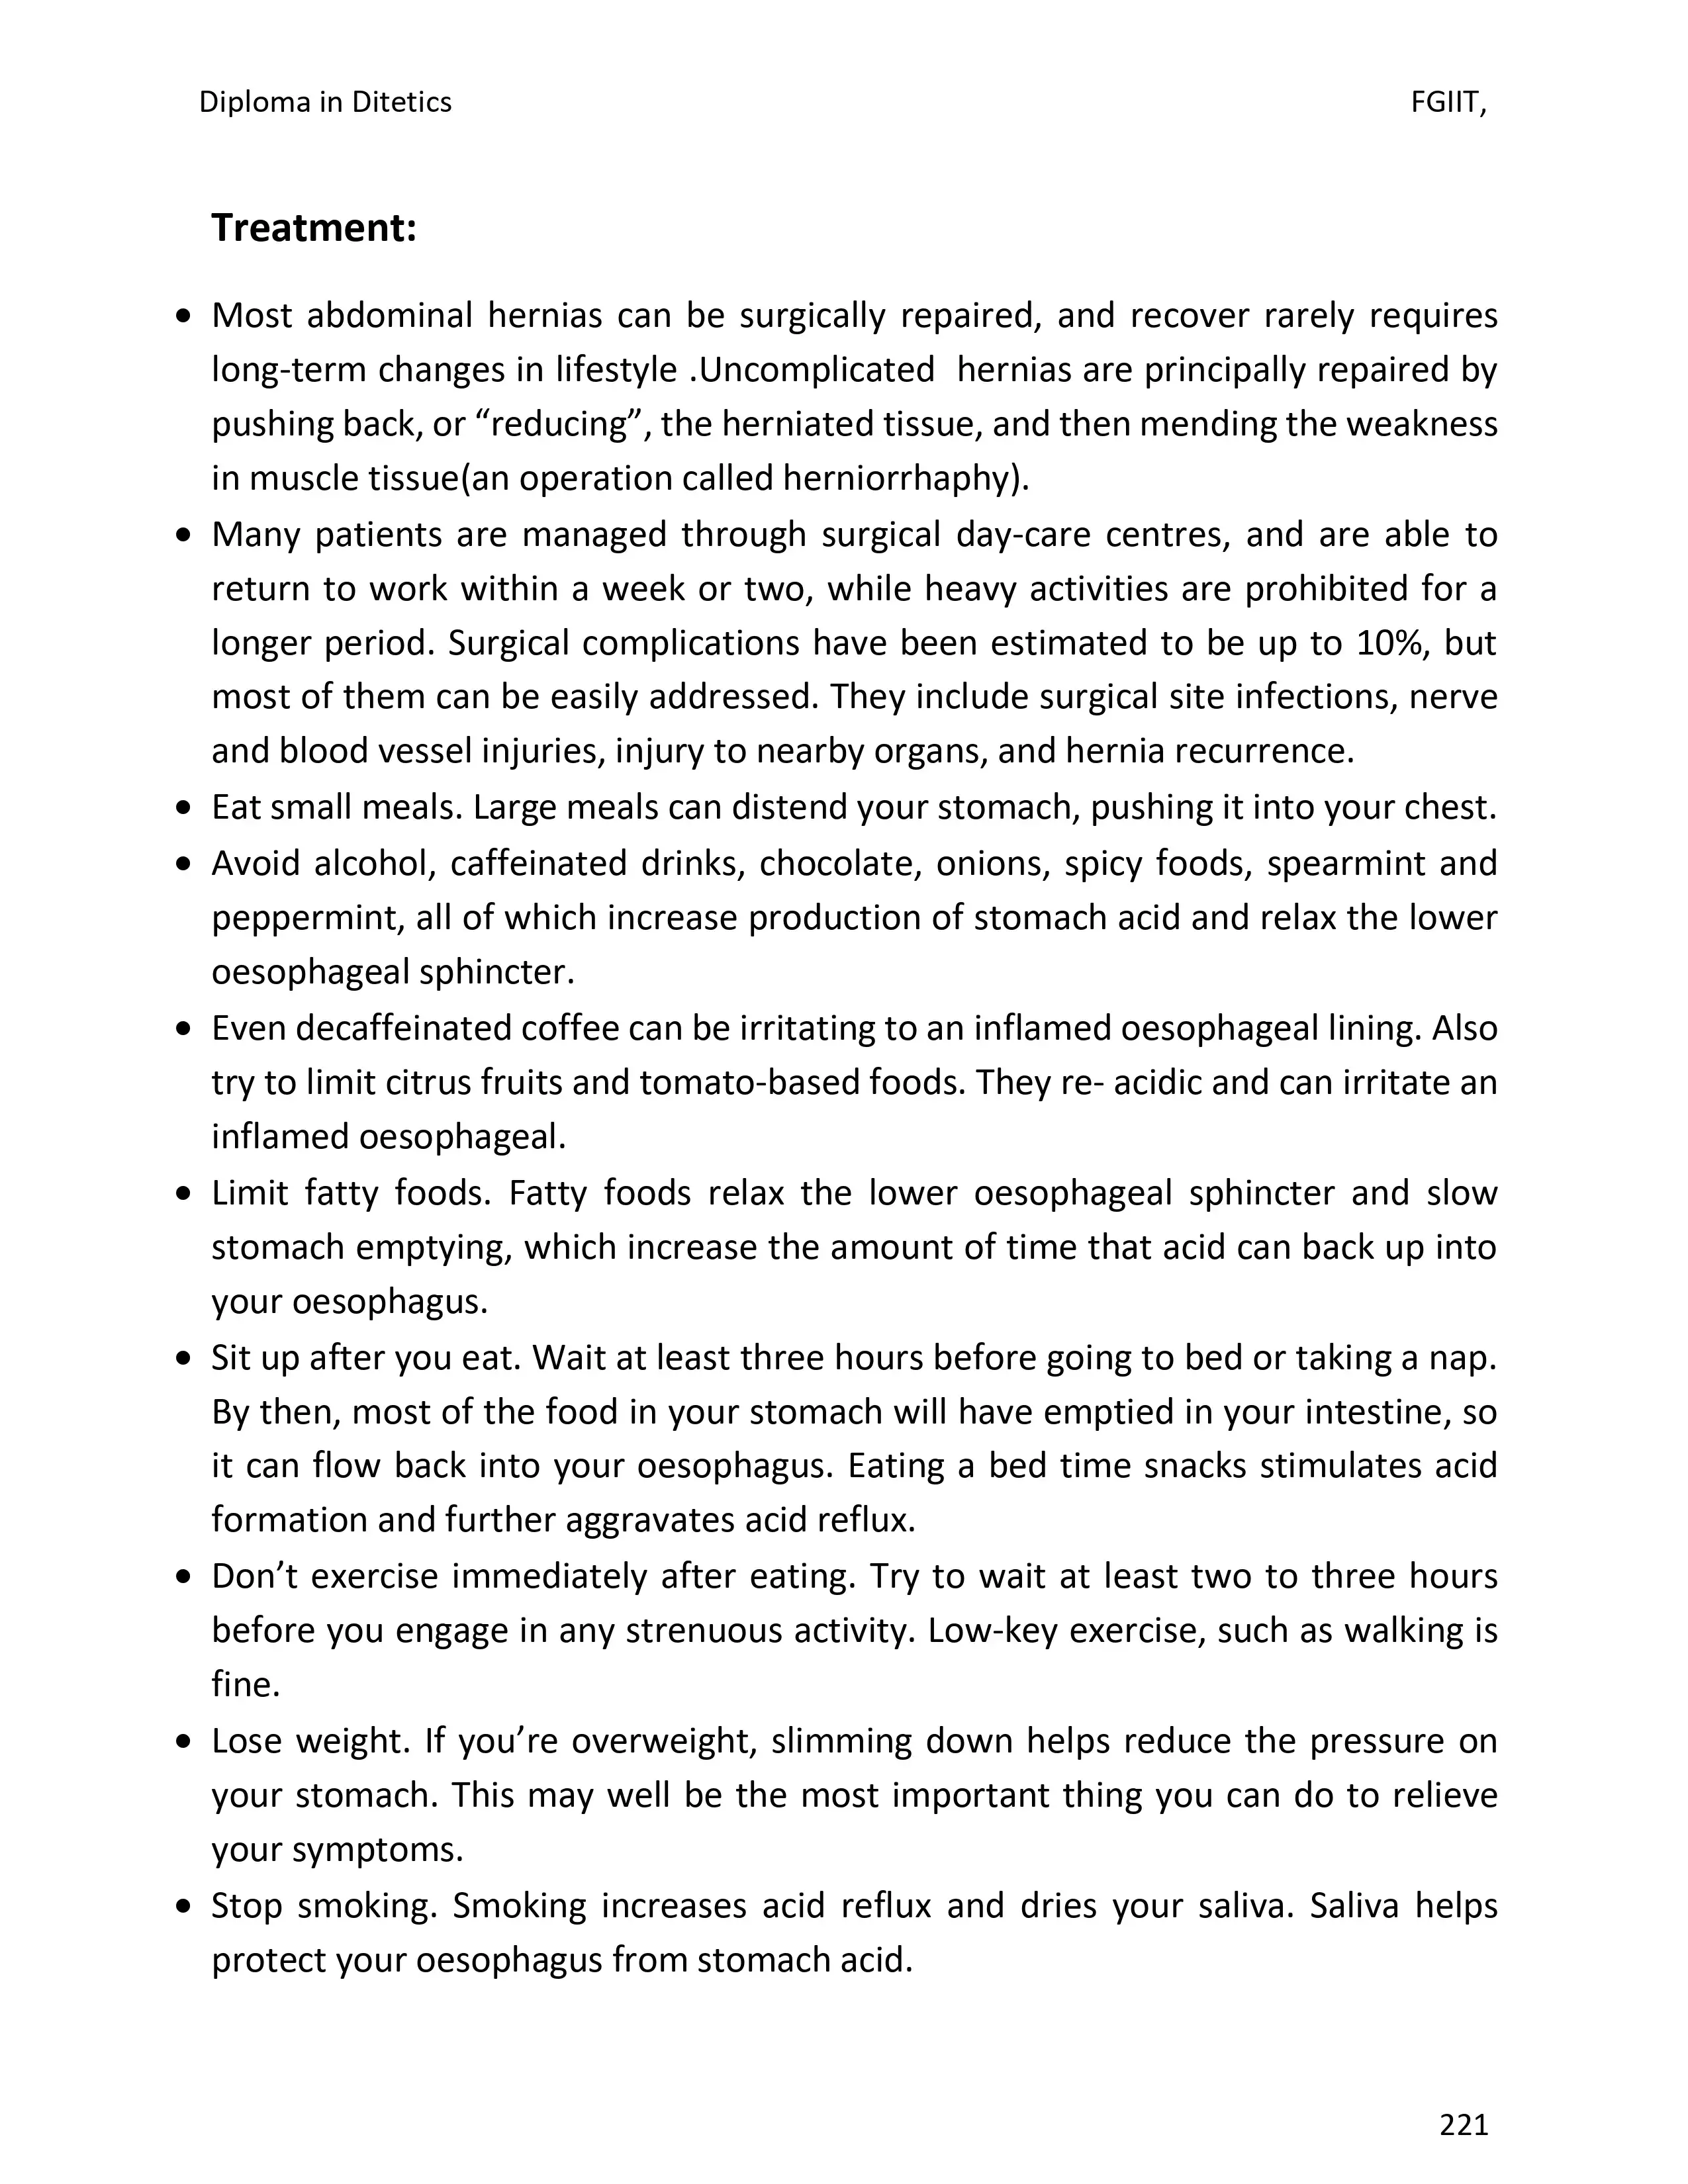 Diploma in Ditetics FGIIT,
Treatment:
• Most abdominal hernias can be surgically repaired, and recover rarely requires
long-term changes in lifestyle .Uncomplicated  hernias are principally repaired by
pushing back, or “reducing”, the herniated tissue, and then mending the weakness
in muscle tissue(an operation called herniorrhaphy).
• Many patients are managed through surgical day-care centres, and are able to
return to work within a week or two, while heavy activities are prohibited for a
longer period. Surgical complications have been estimated to be up to 10%, but
most of them can be easily addressed. They include surgical site infections, nerve
and blood vessel injuries, injury to nearby organs, and hernia recurrence.
• Eat small meals. Large meals can distend your stomach, pushing it into your chest.
• Avoid alcohol, caffeinated drinks, chocolate, onions, spicy foods, spearmint and
peppermint, all of which increase production of stomach acid and relax the lower
oesophageal sphincter.
• Even decaffeinated coffee can be irritating to an inflamed oesophageal lining. Also
try to limit citrus fruits and tomato-based foods. They re- acidic and can irritate an
inflamed oesophageal.
• Limit fatty foods. Fatty foods relax the lower oesophageal sphincter and slow
stomach emptying, which increase the amount of time that acid can back up into
your oesophagus.
• Sit up after you eat. Wait at least three hours before going to bed or taking a nap.
By then, most of the food in your stomach will have emptied in your intestine, so
it can flow back into your oesophagus. Eating a bed time snacks stimulates acid
formation and further aggravates acid reflux.
• Don’t exercise immediately after eating. Try to wait at least two to three hours
before you engage in any strenuous activity. Low-key exercise, such as walking is
fine.
• Lose weight. If you’re overweight, slimming down helps reduce the pressure on
your stomach. This may well be the most important thing you can do to relieve
your symptoms.
• Stop smoking. Smoking increases acid reflux and dries your saliva. Saliva helps
protect your oesophagus from stomach acid.
221